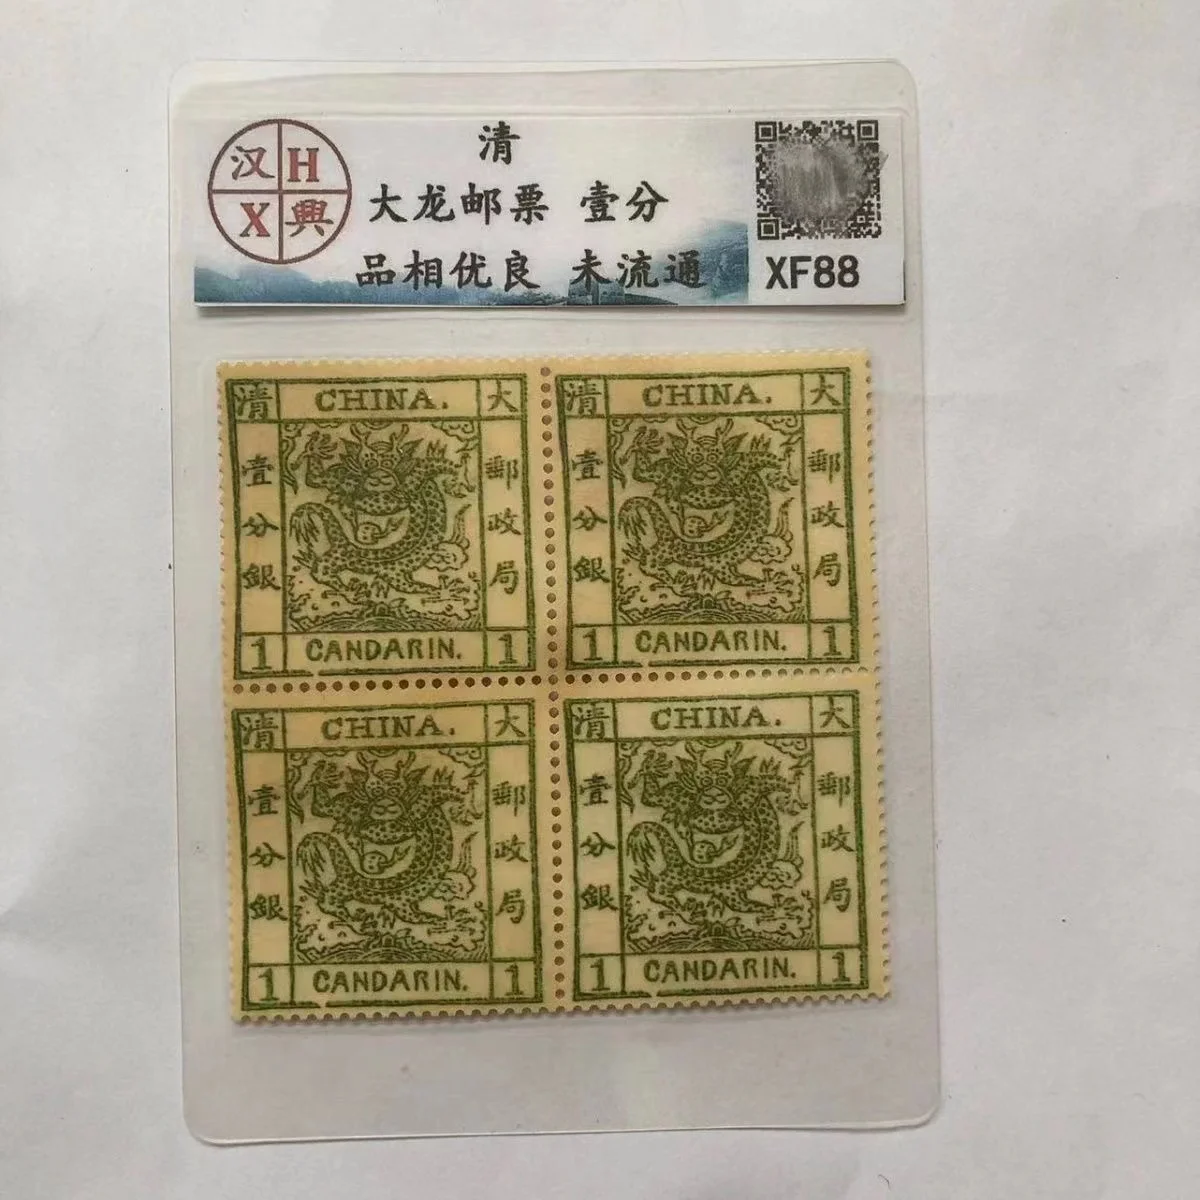 汉 H
X 興
清
大龙邮票 壹分
品相优良 未流通
XF88
清 CHINA. 大
壹分銀
郵政局
1 CANDARIN. 1
清 CHINA. 大
壹分銀
郵政局
1 CANDARIN. 1
清 CHINA. 大
壹分銀
郵政局
1 CANDARIN. 1
清 CHINA. 大
壹分銀
郵政局
1 CANDARIN. 1